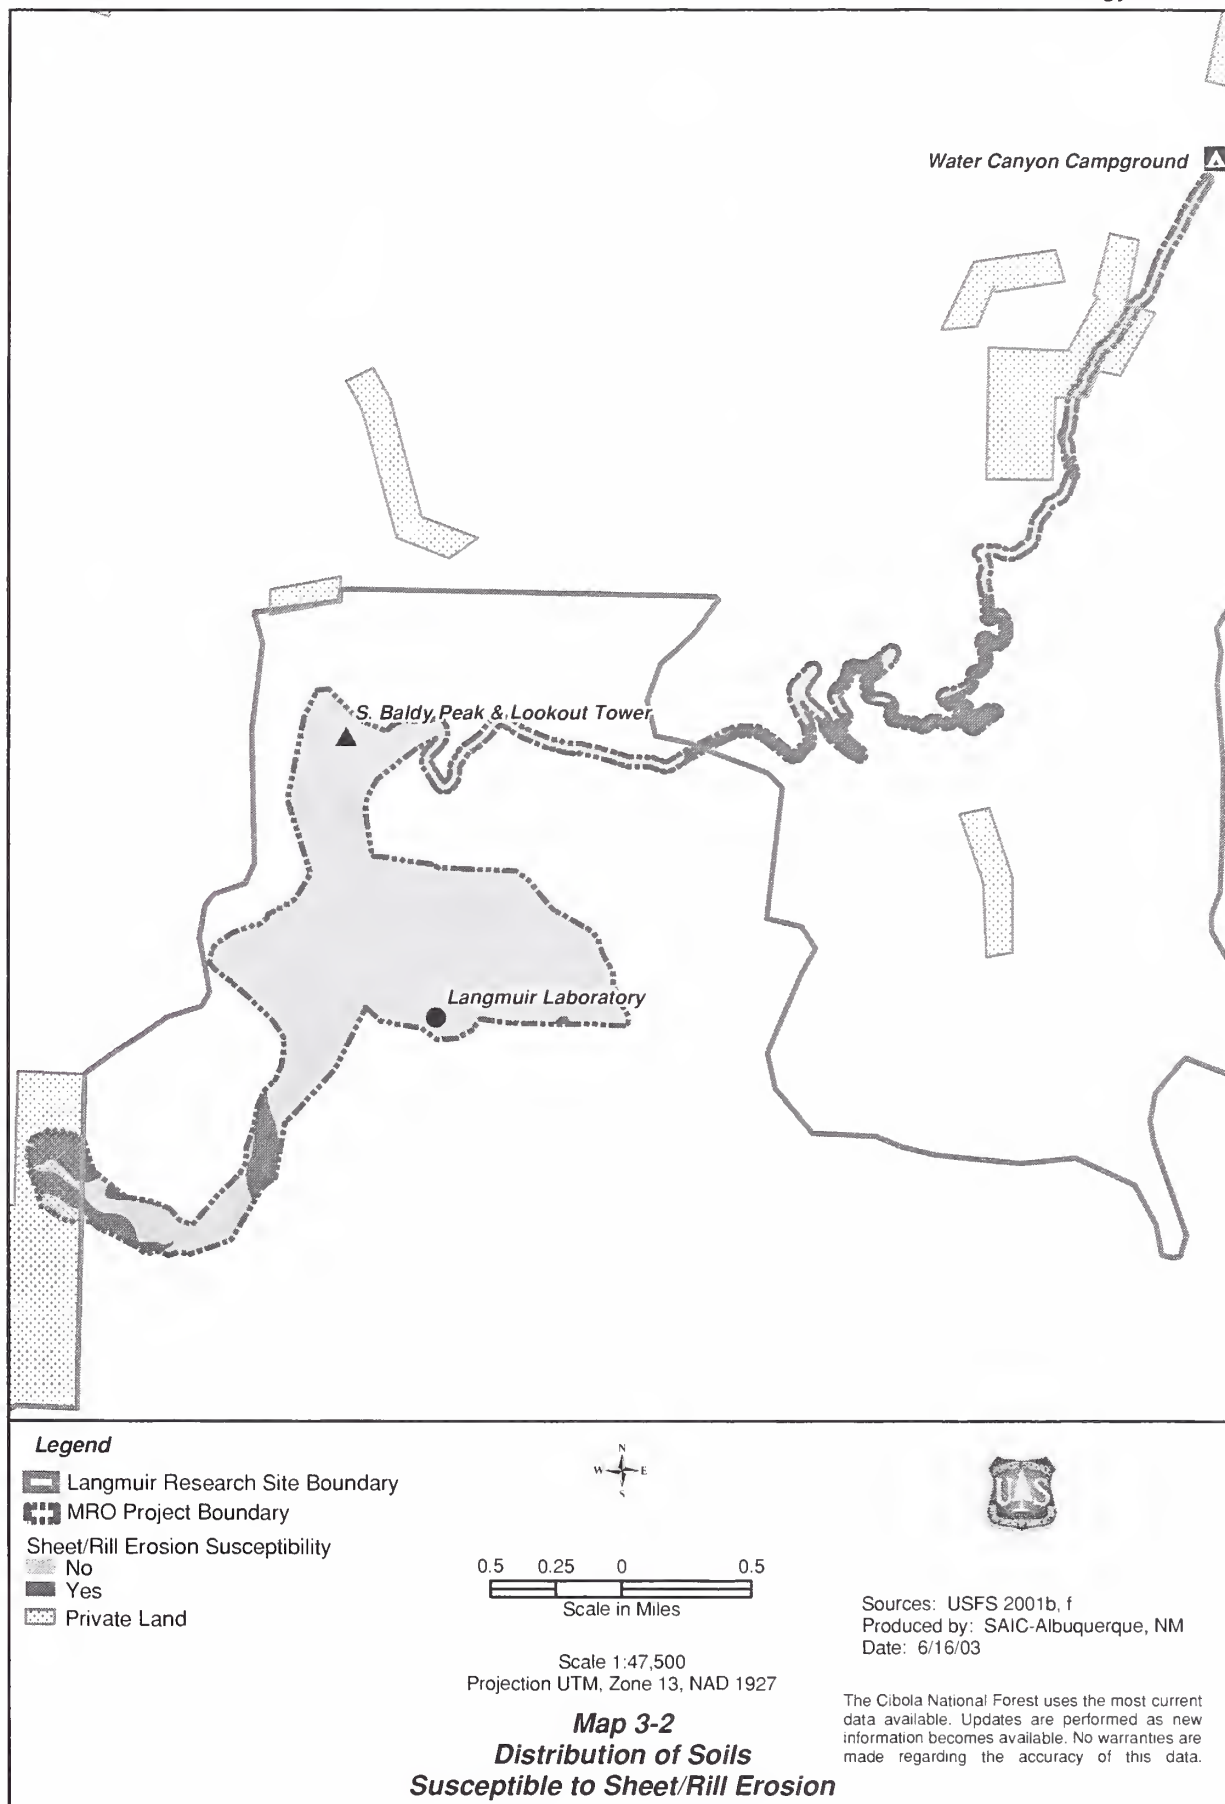 Water Canyon Campground
S. Baldy Peak & Lookout Tower
Langmuir Laboratory
Legend
Langmuir Research Site Boundary
MRO Project Boundary
Sheet/Rill Erosion Susceptibility
No
Yes
Private Land
N
W E
S
0.5 0.25 0 0.5
Scale in Miles
Scale 1:47,500
Projection UTM, Zone 13, NAD 1927
Map 3-2
Distribution of Soils
Susceptible to Sheet/Rill Erosion
U S
Sources: USFS 2001b, f
Produced by: SAIC-Albuquerque, NM
Date: 6/16/03
The Cibola National Forest uses the most current
data available. Updates are performed as new
information becomes available. No warranties are
made regarding the accuracy of this data.